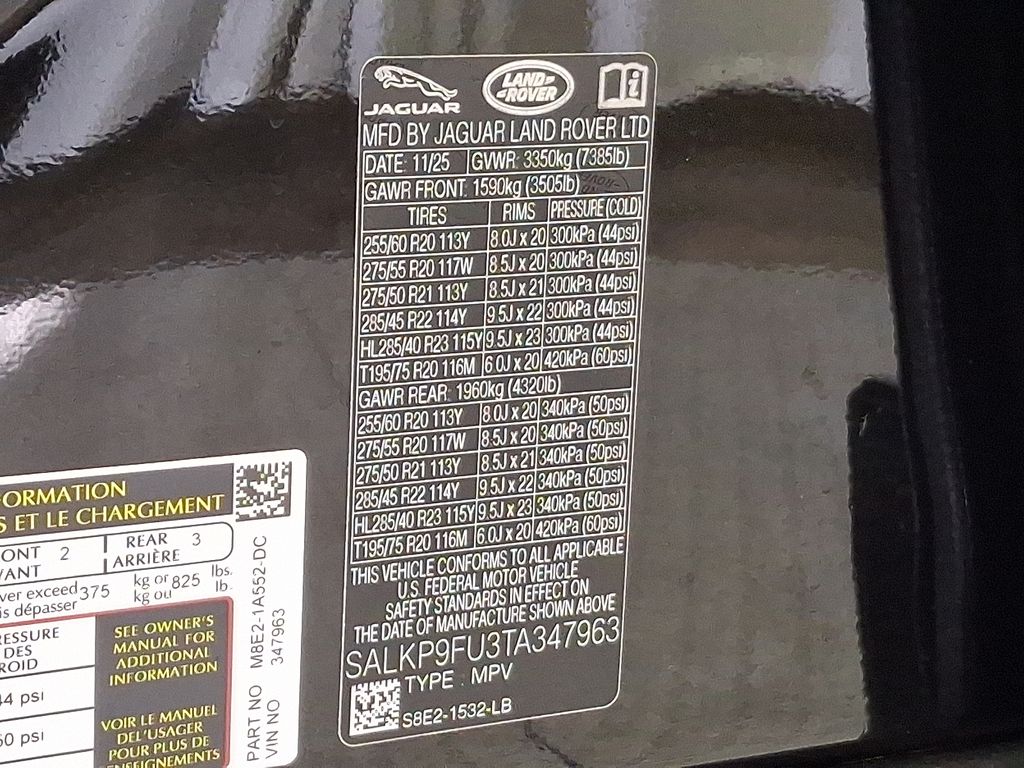 JAGUAR
LAND-
-ROVER
MFD BY JAGUAR LAND ROVER LTD
DATE: 11/25 GVWR: 3350kg (7385lb)
GAWR FRONT: 1590kg (3505lb)
TIRES RIMS PRESSURE (COLD)
255/60 R20 113Y 8.0J x 20 300kPa (44psi)
275/55 R20 117W 8.5J x 20 300kPa (44psi)
275/50 R21 113Y 8.5J x 21 300kPa (44psi)
285/45 R22 114Y 9.5J x 22 300kPa (44psi)
HL285/40 R23 115Y 9.5J x 23 300kPa (44psi)
T195/75 R20 116M 6.0J x 20 420kPa (60psi)
GAWR REAR: 1960kg (4320lb)
255/60 R20 113Y 8.0J x 20 340kPa (50psi)
275/55 R20 117W 8.5J x 20 340kPa (50psi)
275/50 R21 113Y 8.5J x 21 340kPa (50psi)
285/45 R22 114Y 9.5J x 22 340kPa (50psi)
HL285/40 R23 115Y 9.5J x 23 340kPa (50psi)
T195/75 R20 116M 6.0J x 20 420kPa (60psi)
THIS VEHICLE CONFORMS TO ALL APPLICABLE
U.S. FEDERAL MOTOR VEHICLE
SAFETY STANDARDS IN EFFECT ON
THE DATE OF MANUFACTURE SHOWN ABOVE
SALKP9FU3TA347963
TYPE : MPV
S8E2-1532-LB
FORMATION
S ET LE CHARGEMENT
ONT 2 REAR 3
VANT ARRIÈRE
ver exceed 375 kg or 825 lbs.
is dépasser kg ou lb.
RESSURE
DES
ROID
44 psi
60 psi
SEE OWNER'S
MANUAL FOR
ADDITIONAL
INFORMATION
VOIR LE MANUEL
DEL'USAGER
POUR PLUS DE
RENSEIGNEMENTS
PART NO M8E2-1A552-DC
VIN NO 347963